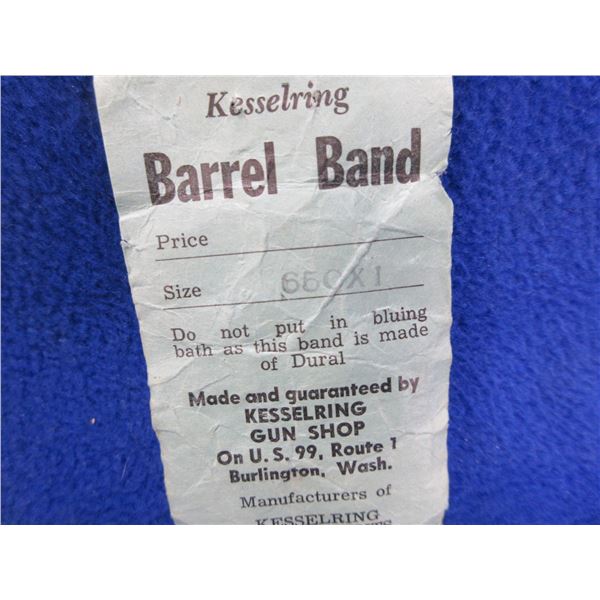 Kesselring
Barrel Band
Price
Size 650X1
Do not put in bluing
bath as this band is made
of Dural
Made and guaranteed by
KESSELRING
GUN SHOP
On U. S. 99, Route 1
Burlington, Wash.
Manufacturers of
KESSELRING